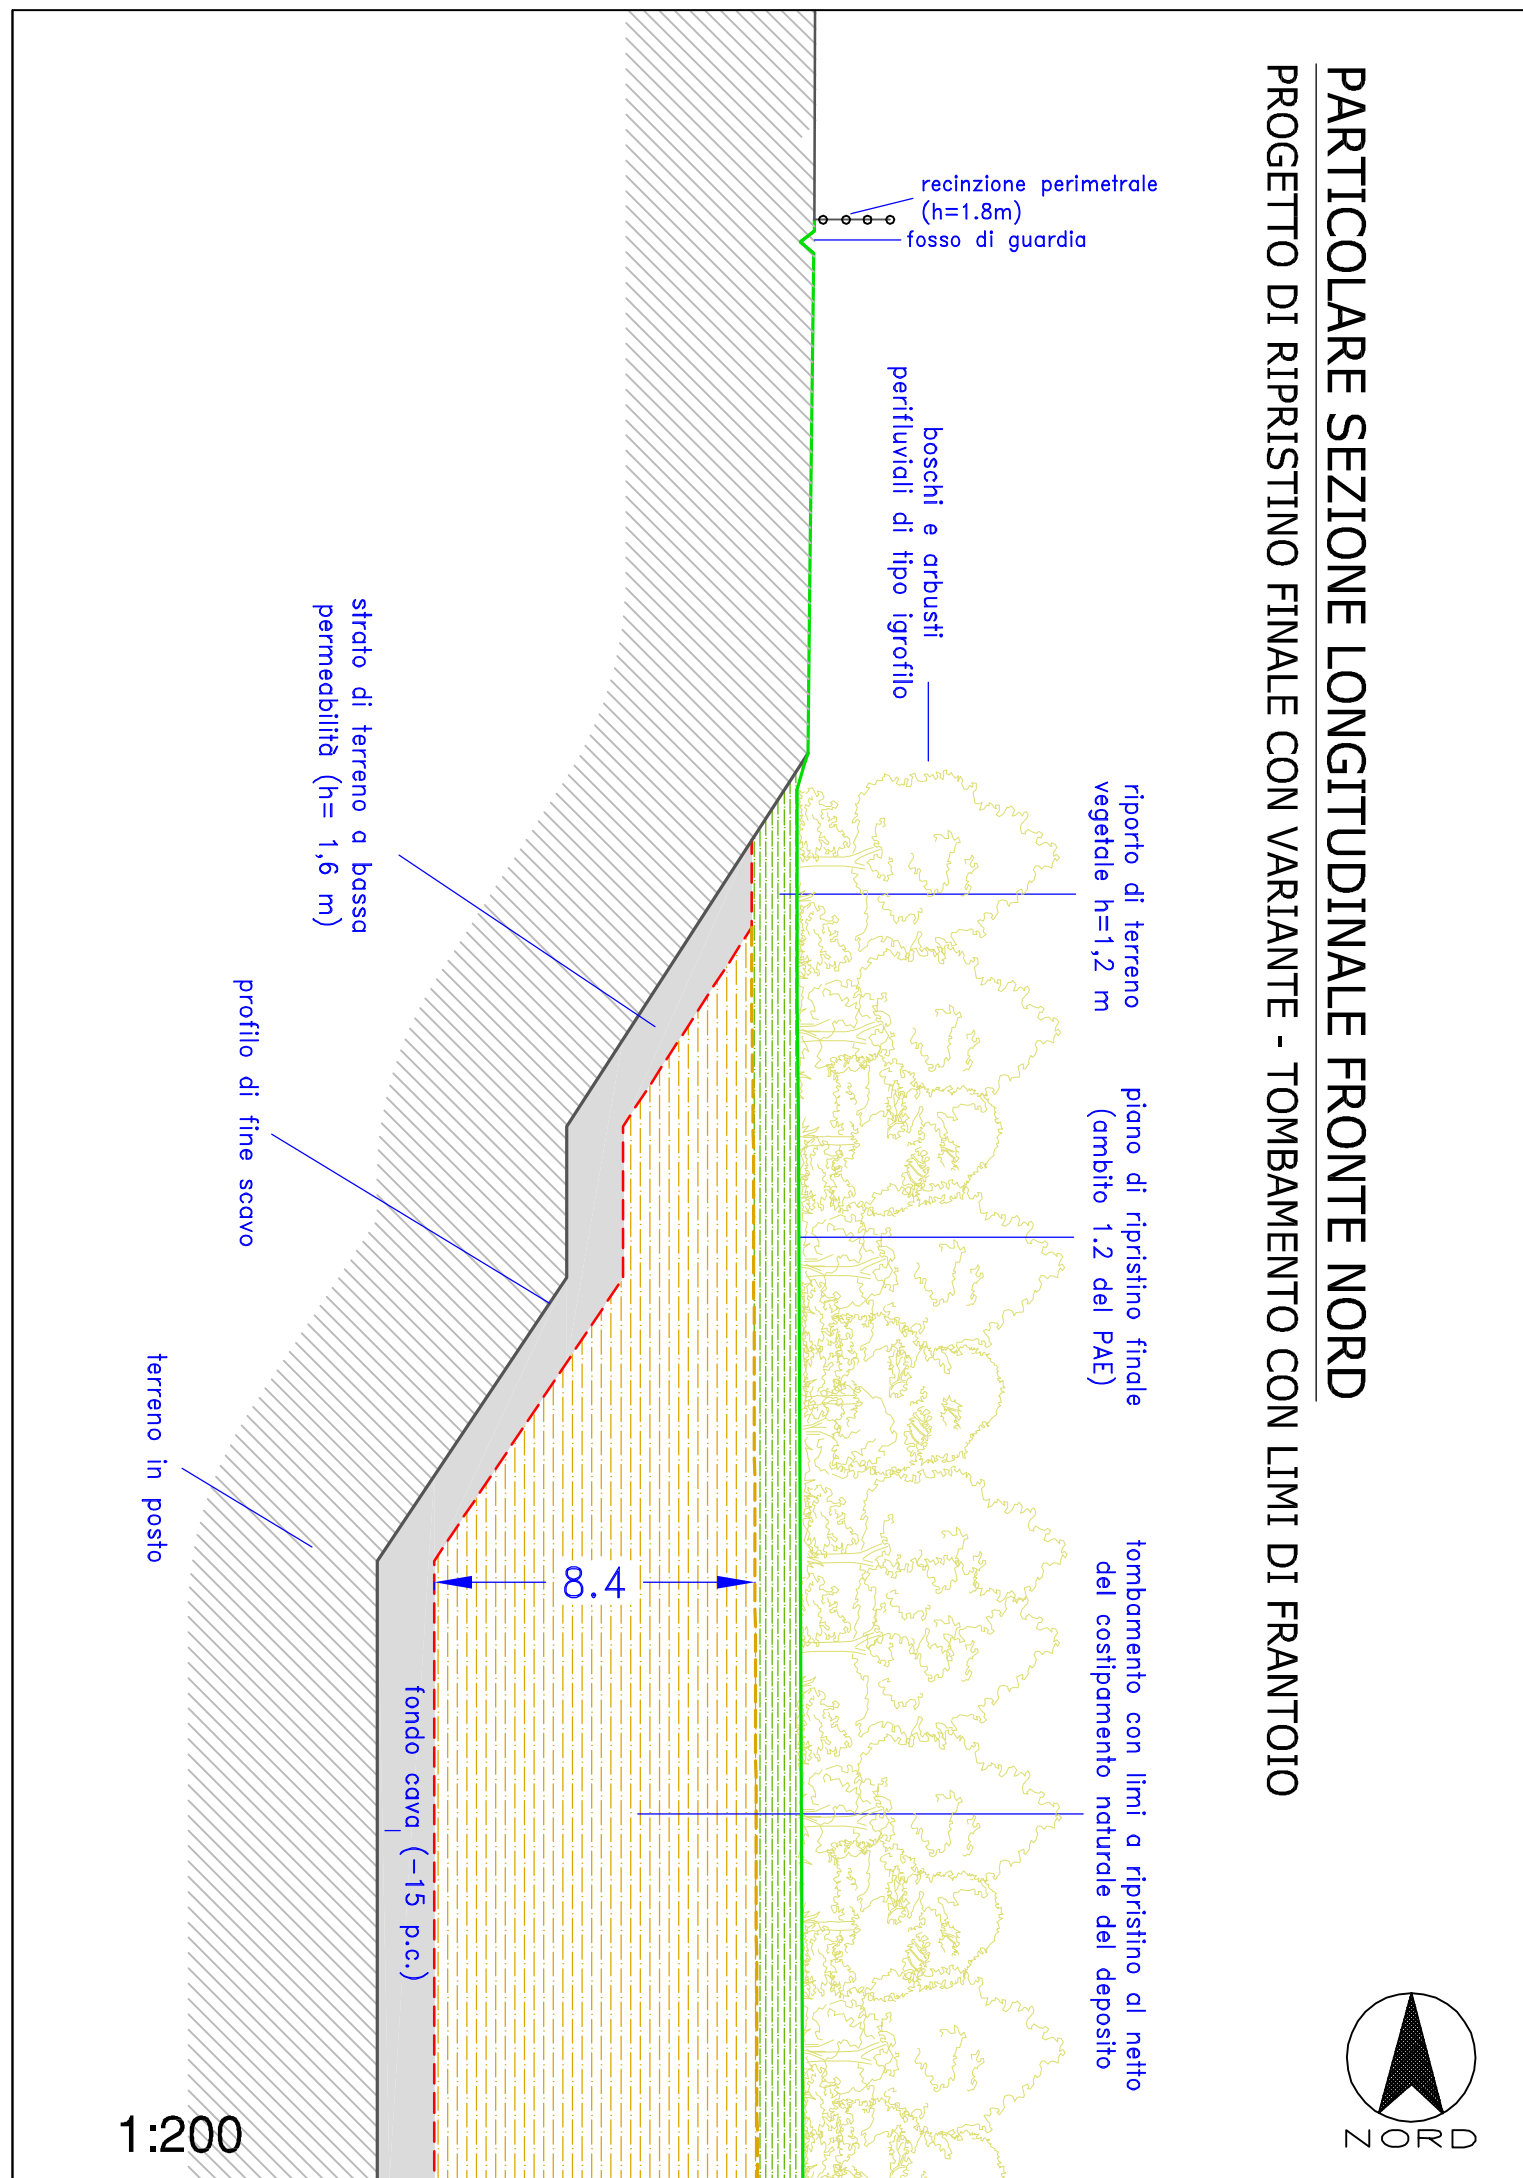 PARTICOLARE SEZIONE LONGITUDINALE FRONTE NORD
PROGETTO DI RIPRISTINO FINALE CON VARIANTE - TOMBAMENTO CON LIMI DI FRANTOIO
recinzione perimetrale
(h=1.8m)
fosso di guardia
boschi e arbusti
perifluviali di tipo igrofilo
riporto di terreno
vegetale h=1,2 m
piano di ripristino finale
(ambito 1.2 del PAE)
tombamento con limi a ripristino al netto
del costipamento naturale del deposito
strato di terreno a bassa
permeabilità (h= 1,6 m)
profilo di fine scavo
terreno in posto
8.4
fondo cava_ (-15 p.c.)
1:200
NORD